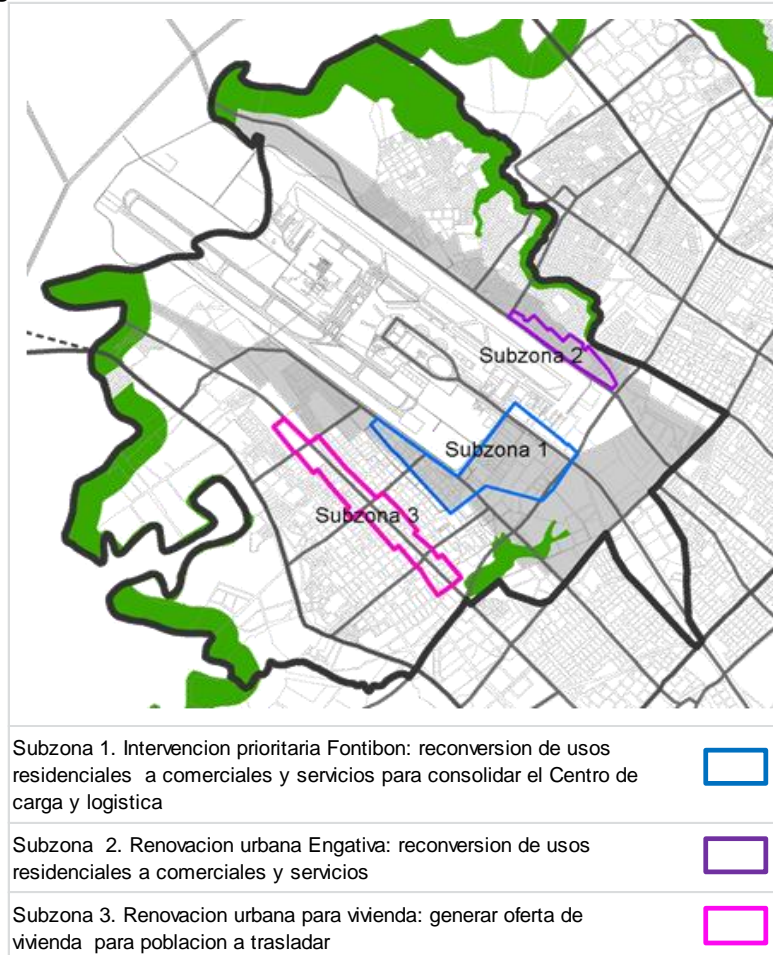 Subzona 2
Subzona 1
Subzona 3
Subzona 1. Intervencion prioritaria Fontibon: reconversion de usos
residenciales a comerciales y servicios para consolidar el Centro de
carga y logistica
Subzona 2. Renovacion urbana Engativa: reconversion de usos
residenciales a comerciales y servicios
Subzona 3. Renovacion urbana para vivienda: generar oferta de
vivienda para poblacion a trasladar